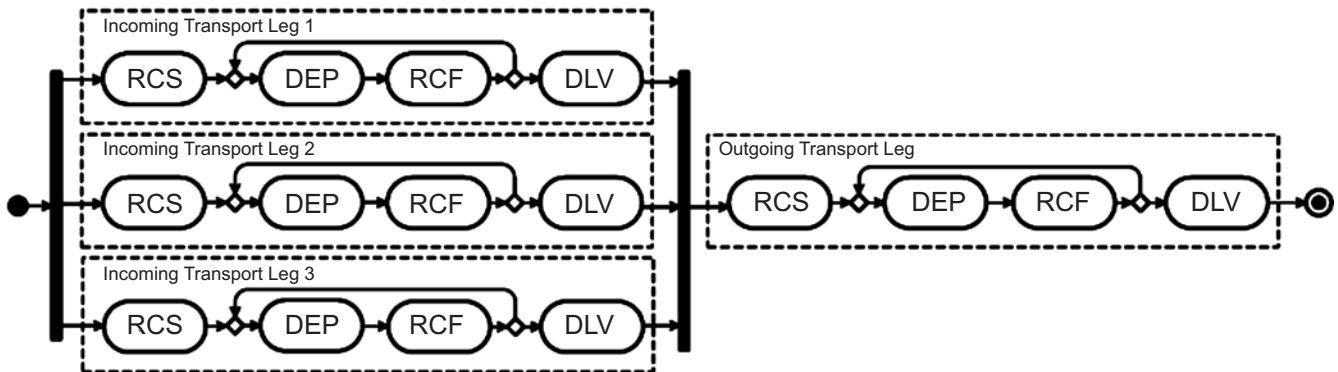 Incoming Transport Leg 1
RCS DEP RCF DLV
Incoming Transport Leg 2
RCS DEP RCF DLV
Incoming Transport Leg 3
RCS DEP RCF DLV
Outgoing Transport Leg
RCS DEP RCF DLV